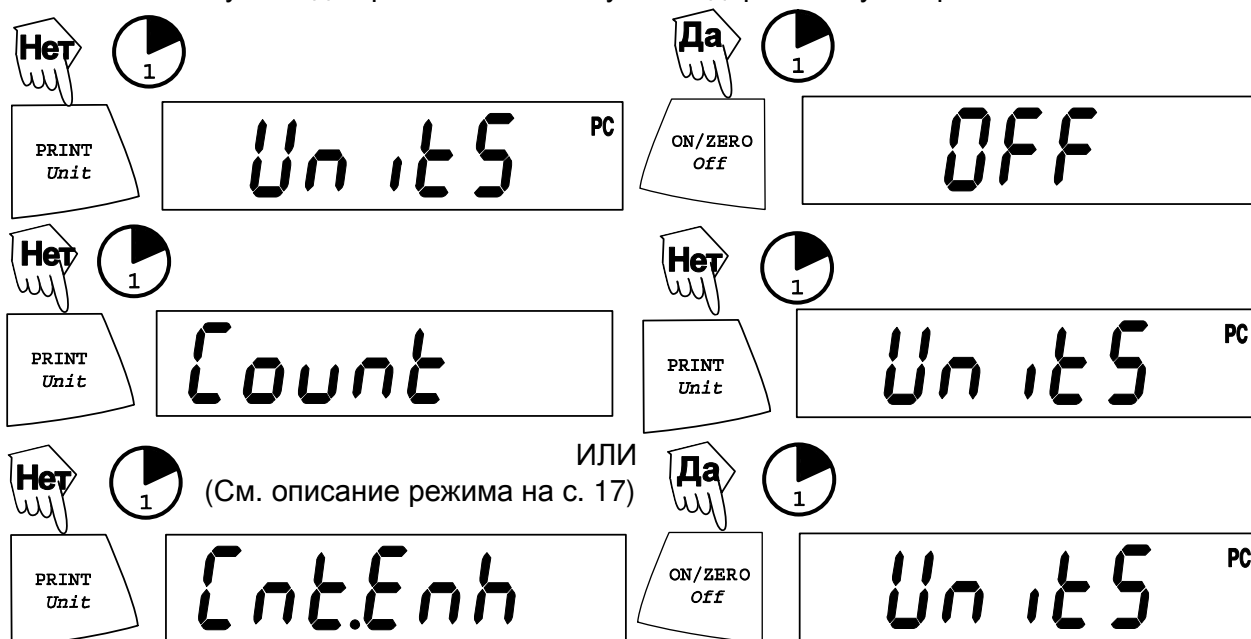 Нет 1 Да 1
PRINT Unit UnitS PC ON/ZERO Off OFF
Нет 1 Нет 1
PRINT Unit Count PRINT Unit UnitS PC
ИЛИ
Нет 1 (См. описание режима на с. 17) Да 1
PRINT Unit Cnt.Enh ON/ZERO Off UnitS PC